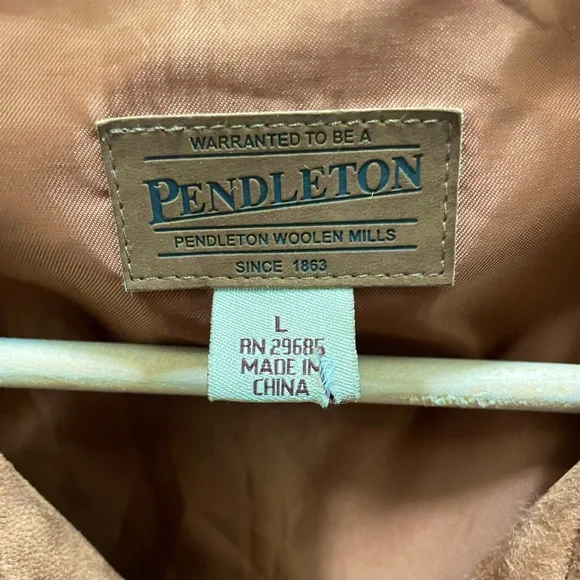 WARRANTED TO BE A
PENDLETON
PENDLETON WOOLEN MILLS
SINCE 1863
L
RN 29685
MADE IN
CHINA